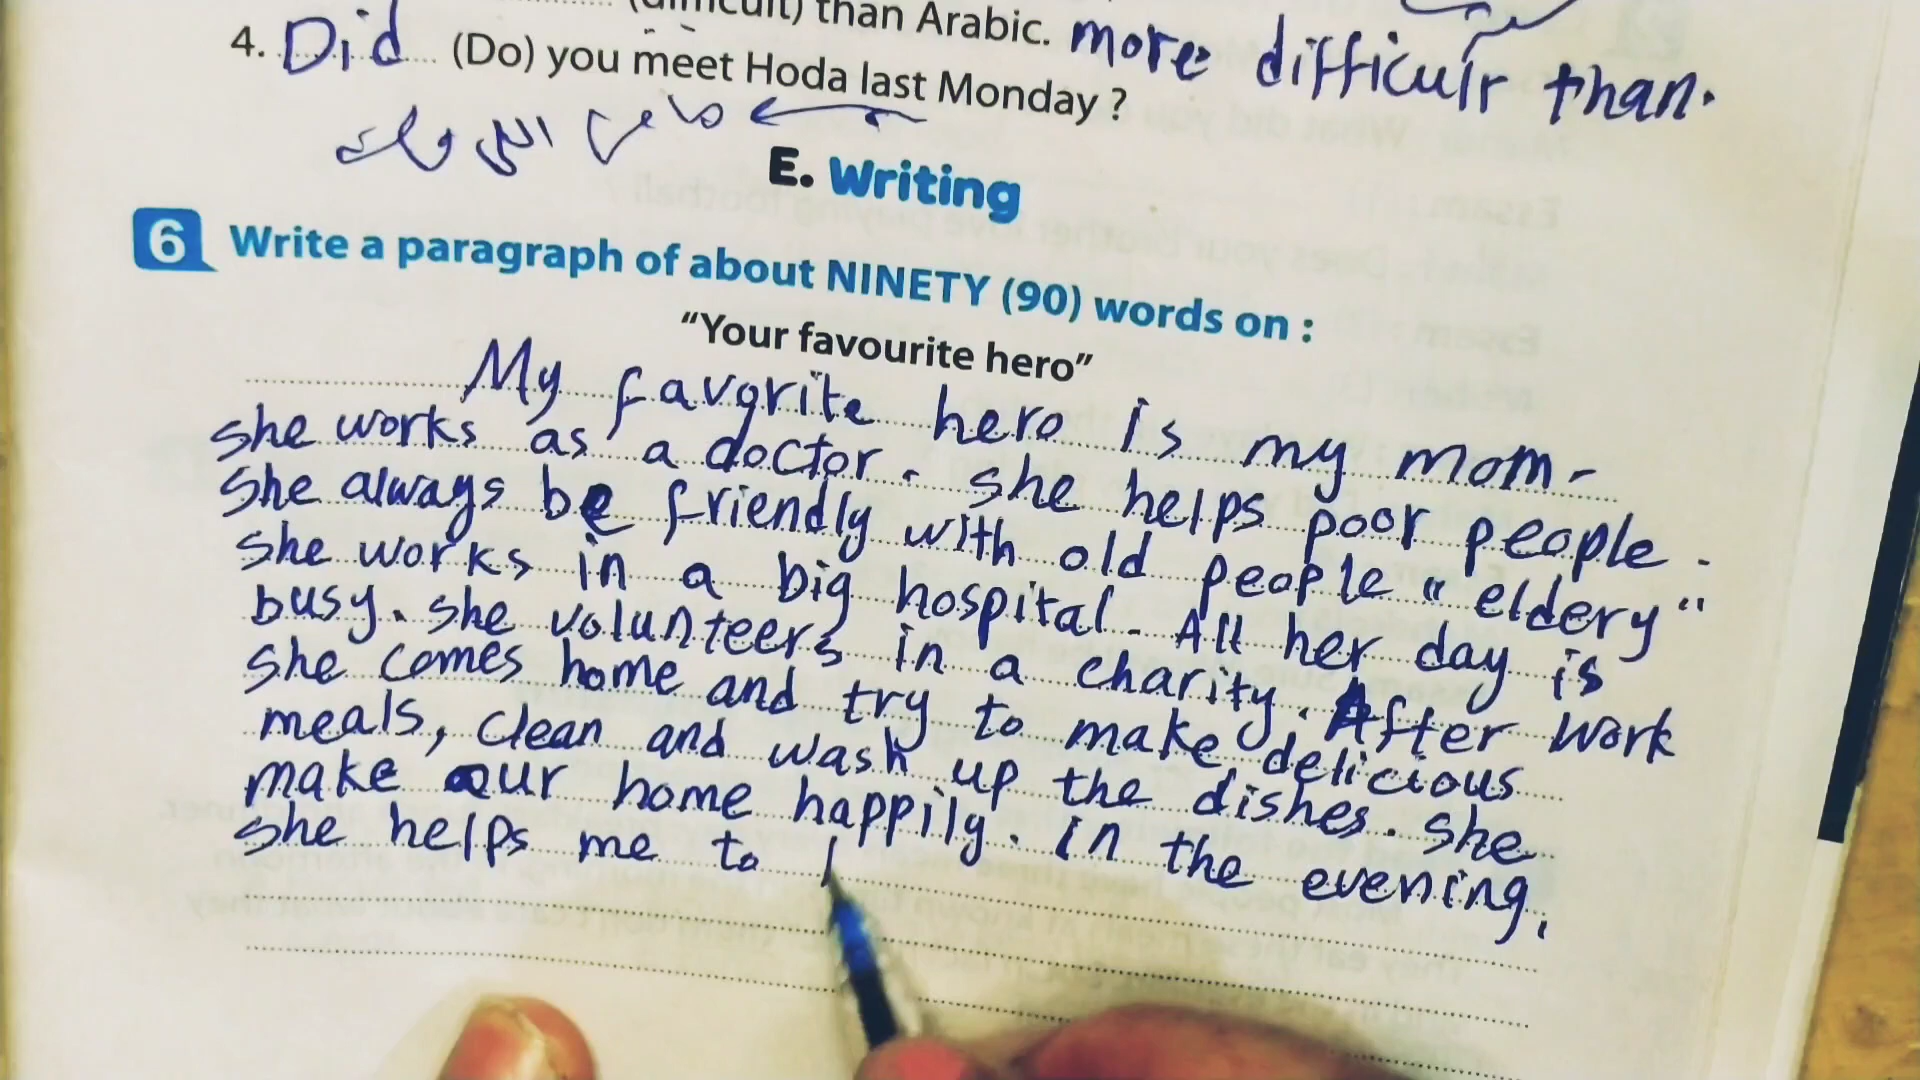 (difficult) than Arabic. more difficult than.
4. Did (Do) you meet Hoda last Monday ?
E. Writing
6 Write a paragraph of about NINETY (90) words on :
“Your favourite hero”
My favorite hero is my mom.
she works as a doctor. she helps poor people.
she always be friendly with old people "eldery"
she works in a big hospital. All her day is
busy. she volunteers in a charity. After work
she comes home and try to make delicious
meals, clean and wash up the dishes. she
make our home happily. in the evening,
she helps me to